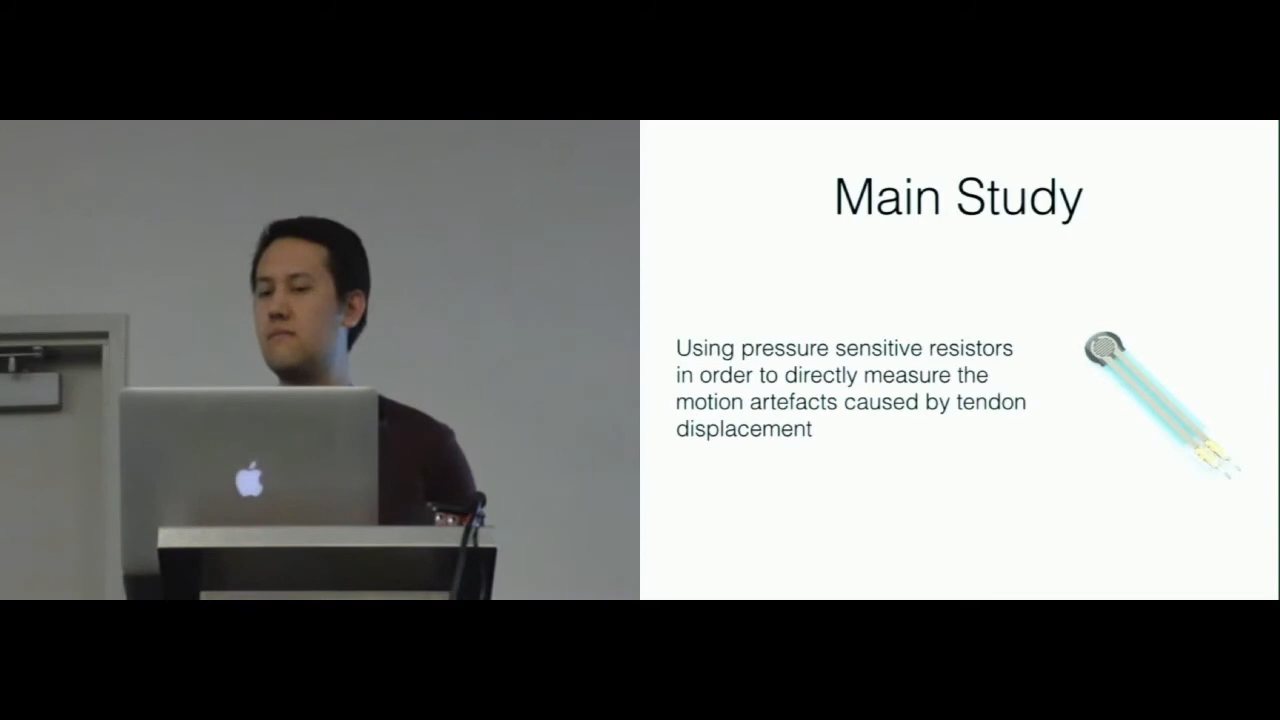 Main Study
Using pressure sensitive resistors
in order to directly measure the
motion artefacts caused by tendon
displacement